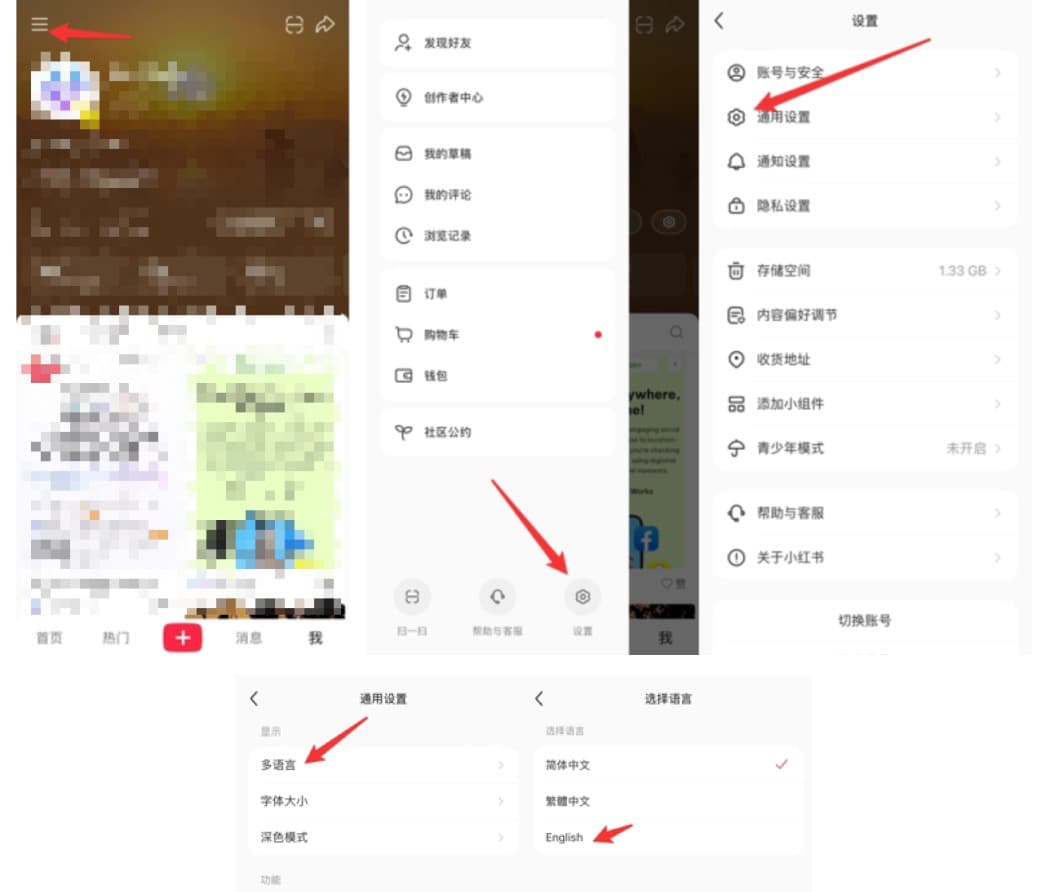 首页
热门
消息
我
发现好友
创作者中心
我的草稿
我的评论
浏览记录
订单
购物车
钱包
社区公约
扫一扫
帮助与客服
设置
ywhere,
Works
赞
我
设置
账号与安全
通用设置
通知设置
隐私设置
存储空间 1.33 GB
内容偏好调节
收货地址
添加小组件
青少年模式 未开启
帮助与客服
关于小红书
切换账号
通用设置
显示
多语言
字体大小
深色模式
功能
选择语言
选择语言
简体中文
繁體中文
English